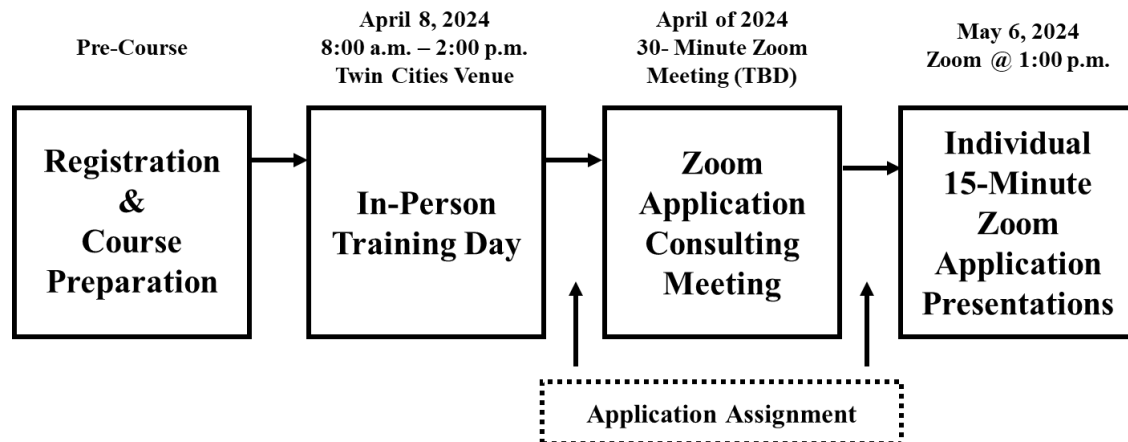 Pre-Course
April 8, 2024
8:00 a.m. – 2:00 p.m.
Twin Cities Venue
April of 2024
30- Minute Zoom
Meeting (TBD)
May 6, 2024
Zoom @ 1:00 p.m.
Registration
&
Course
Preparation
In-Person
Training Day
Zoom
Application
Consulting
Meeting
Individual
15-Minute
Zoom
Application
Presentations
Application Assignment